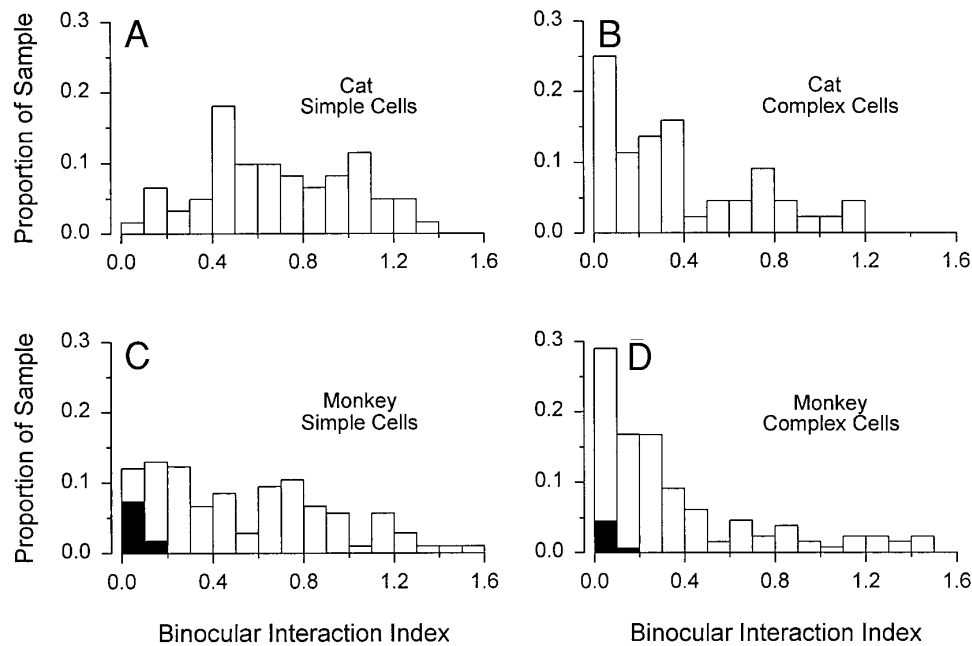 A
Cat
Simple Cells
Proportion of Sample
0.3
0.2
0.1
0.0
0.0 0.4 0.8 1.2 1.6
B
Cat
Complex Cells
0.3
0.2
0.1
0.0
0.0 0.4 0.8 1.2 1.6
C
Monkey
Simple Cells
Proportion of Sample
0.3
0.2
0.1
0.0
0.0 0.4 0.8 1.2 1.6
Binocular Interaction Index
D
Monkey
Complex Cells
0.3
0.2
0.1
0.0
0.0 0.4 0.8 1.2 1.6
Binocular Interaction Index